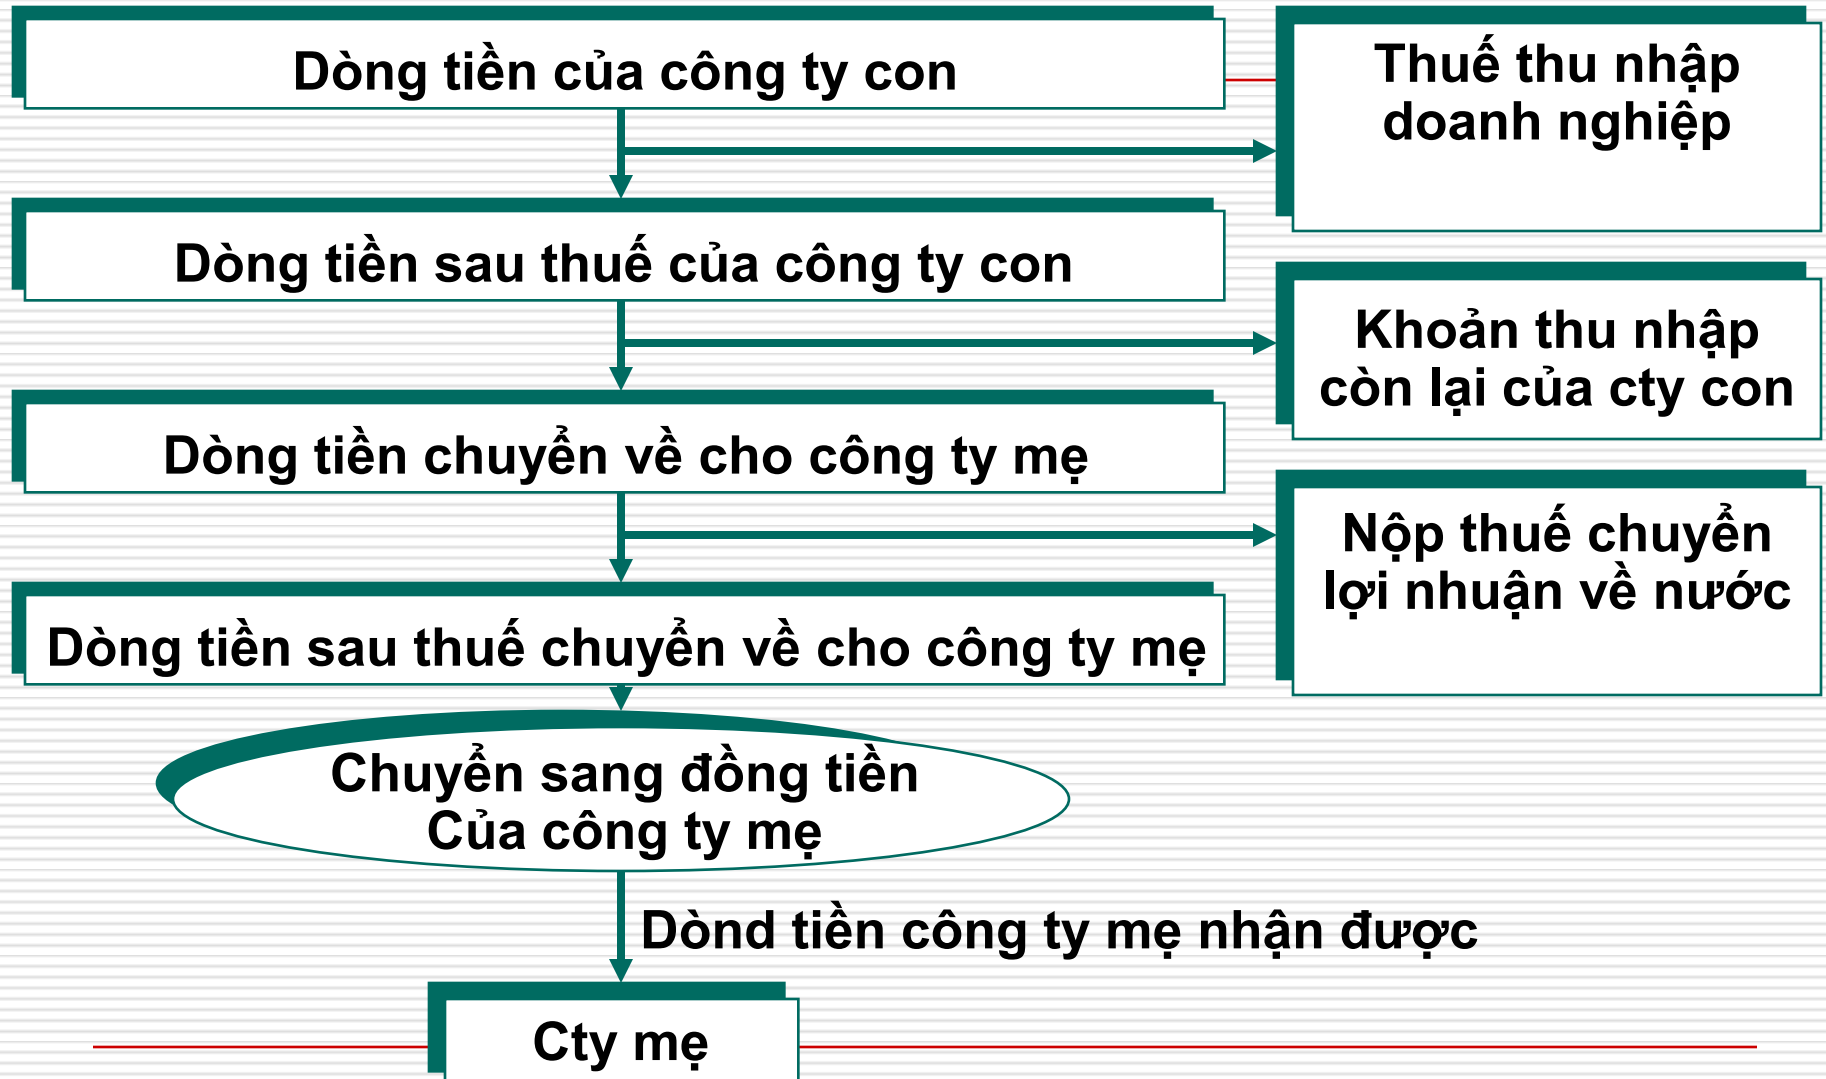 Dòng tiền của công ty con
Thuế thu nhập
doanh nghiệp
Dòng tiền sau thuế của công ty con
Khoản thu nhập
còn lại của cty con
Dòng tiền chuyển về cho công ty mẹ
Nộp thuế chuyển
lợi nhuận về nước
Dòng tiền sau thuế chuyển về cho công ty mẹ
Chuyển sang đồng tiền
Của công ty mẹ
Dònd tiền công ty mẹ nhận được
Cty mẹ